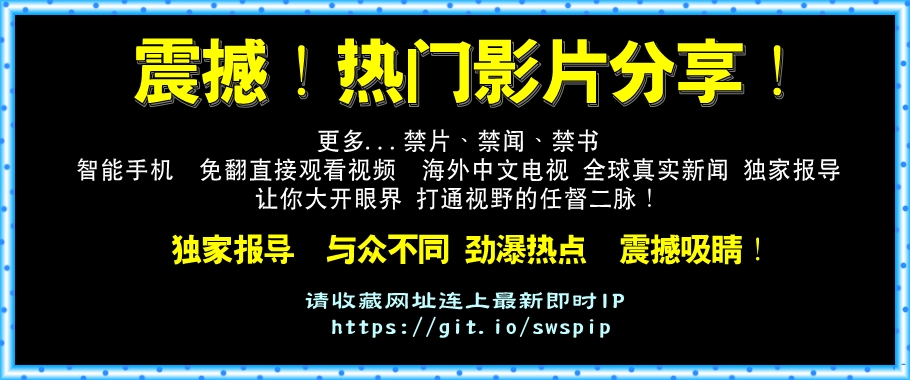 震撼！热门影片分享！
更多...禁片、禁闻、禁书
智能手机 免翻直接观看视频 海外中文电视 全球真实新闻 独家报导
让你大开眼界 打通视野的任督二脉！
独家报导 与众不同 劲瀑热点 震撼吸睛！
请收藏网址连上最新即时IP
https://git.io/swspip